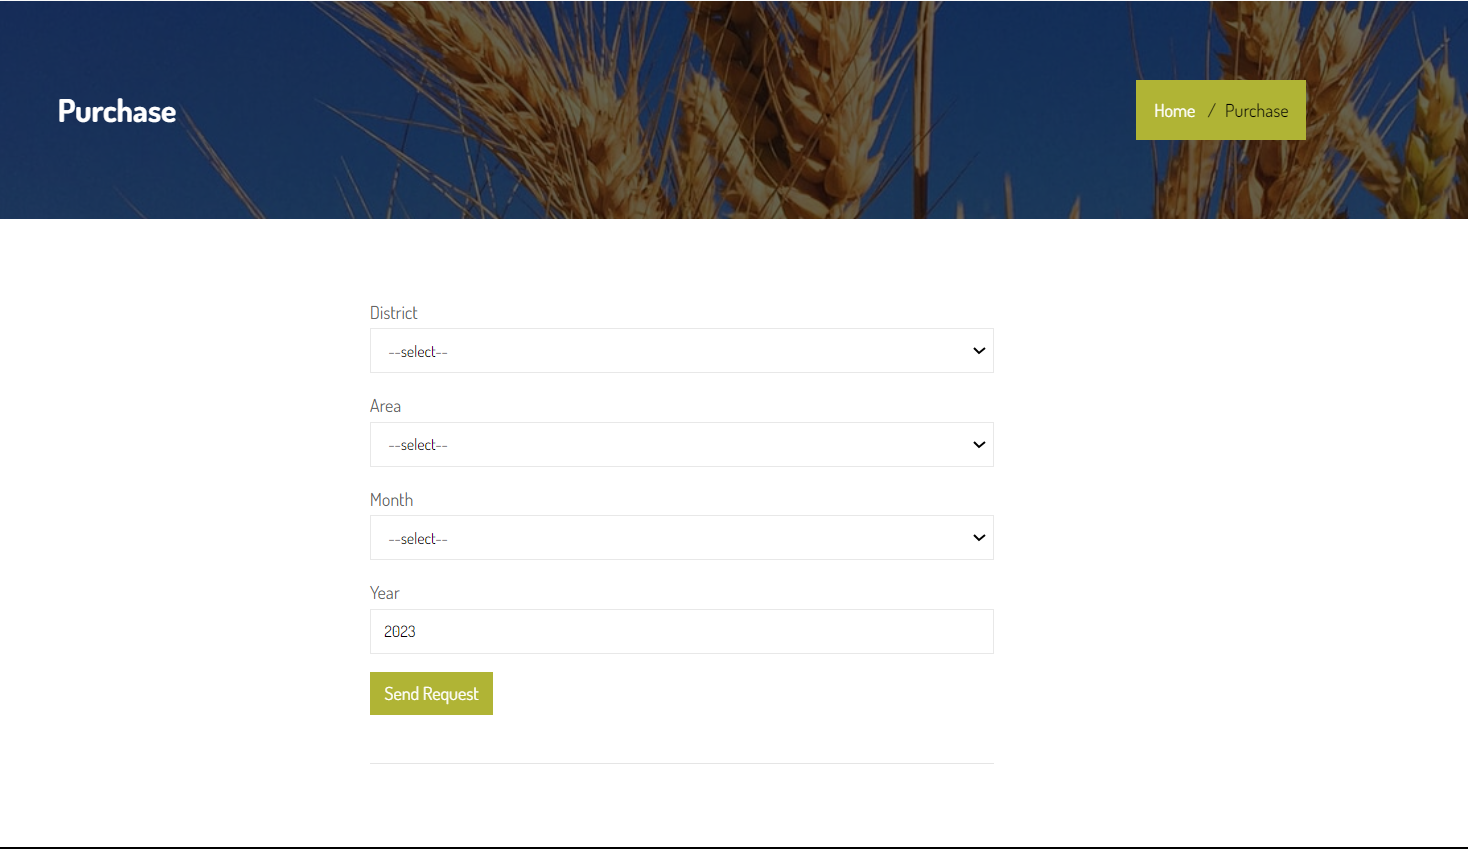 Purchase
Home / Purchase
District
--select--
Area
--select--
Month
--select--
Year
2023
Send Request